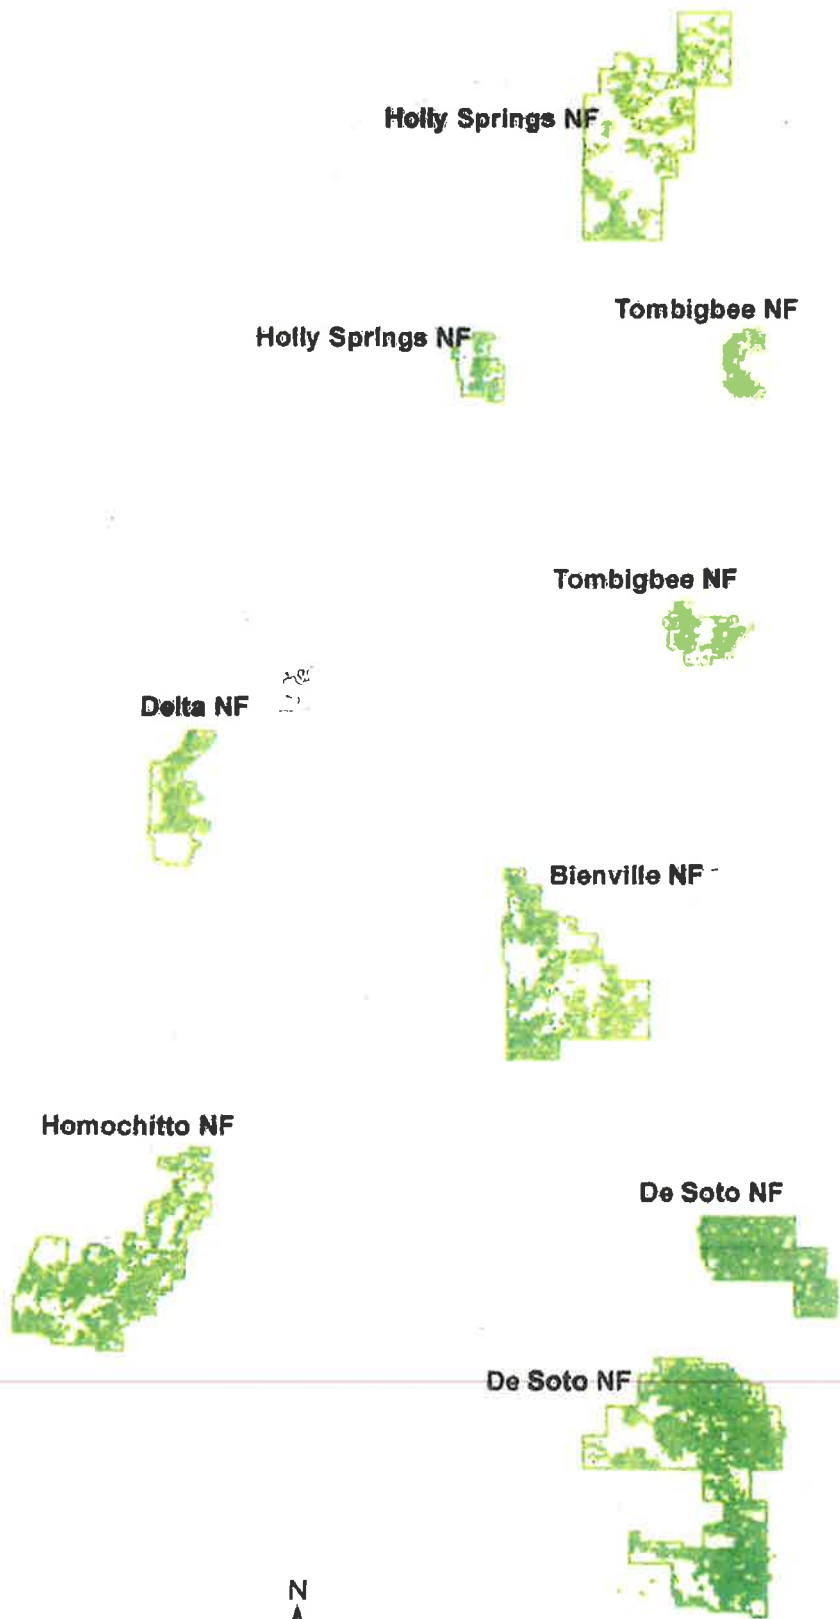 Holly Springs NF
Tombigbee NF
Holly Springs NF
Tombigbee NF
Delta NF
Bienville NF
Homochitto NF
De Soto NF
De Soto NF
N